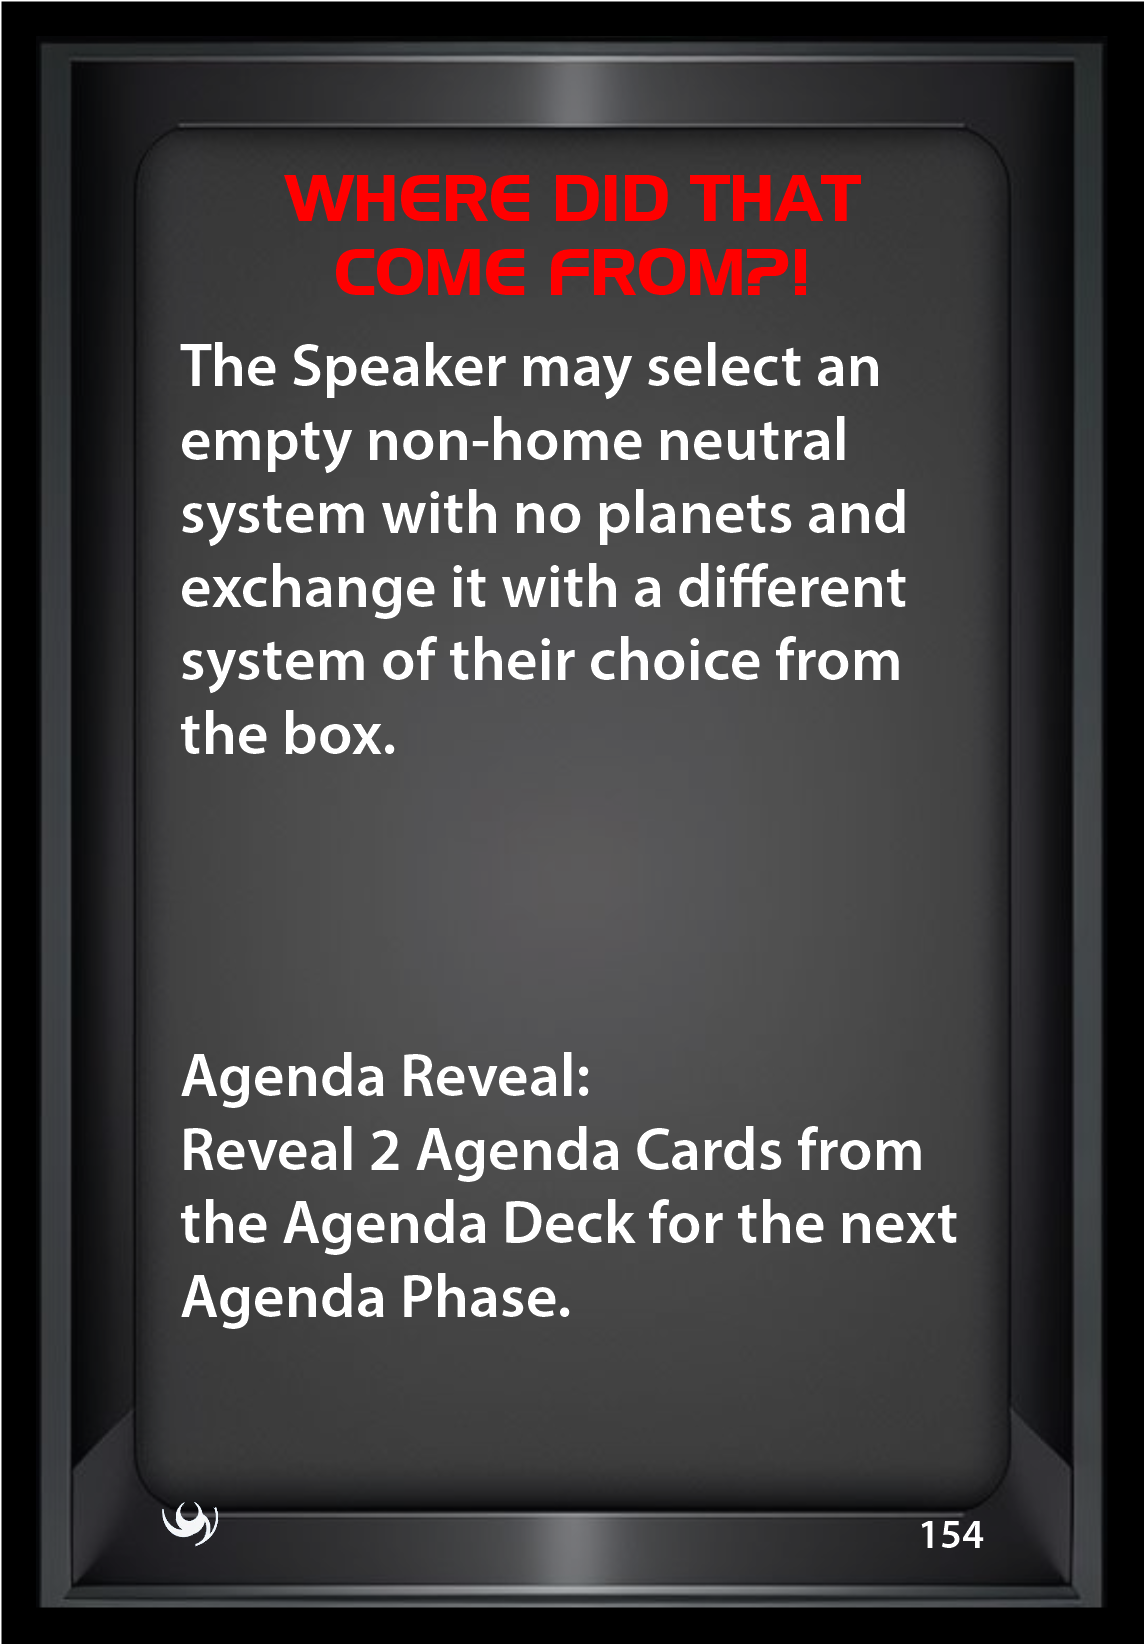 WHERE DID THAT
COME FROM?!
The Speaker may select an
empty non-home neutral
system with no planets and
exchange it with a different
system of their choice from
the box.
Agenda Reveal:
Reveal 2 Agenda Cards from
the Agenda Deck for the next
Agenda Phase.
154